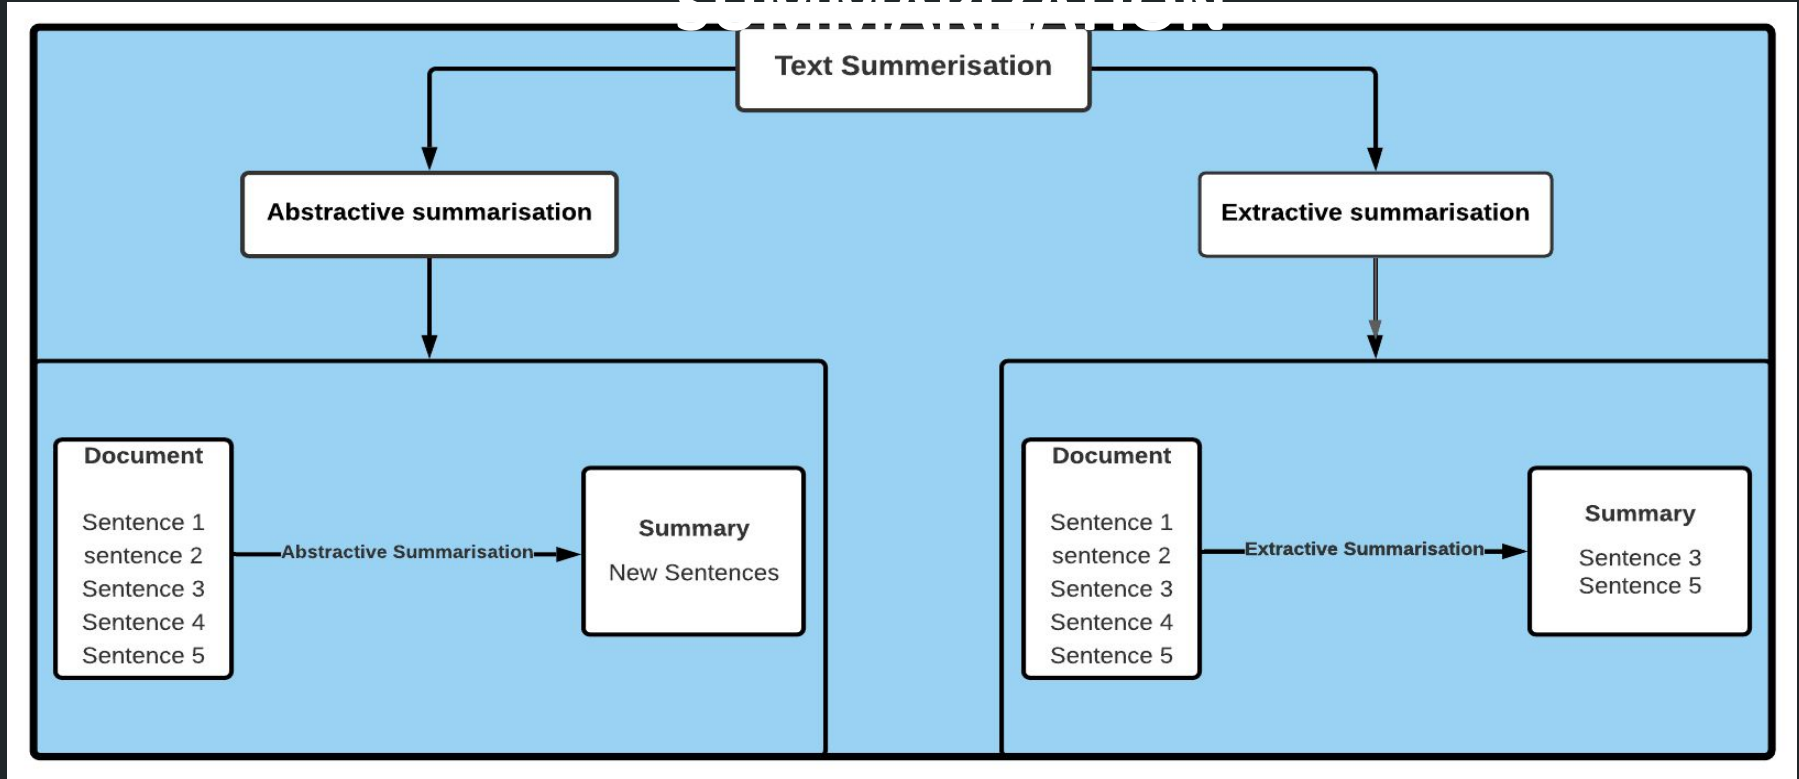 SUMMARIZATION
Text Summerisation
Abstractive summarisation
Extractive summarisation
Document
Sentence 1
sentence 2
Sentence 3
Sentence 4
Sentence 5
Abstractive Summarisation
Summary
New Sentences
Document
Sentence 1
sentence 2
Sentence 3
Sentence 4
Sentence 5
Extractive Summarisation
Summary
Sentence 3
Sentence 5